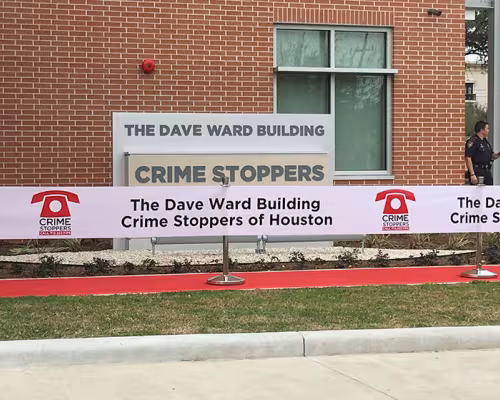 THE DAVE WARD BUILDING
CRIME STOPPERS
CRIME
STOPPERS
The Dave Ward Building
Crime Stoppers of Houston
CRIME
STOPPERS
The Da
Crime S